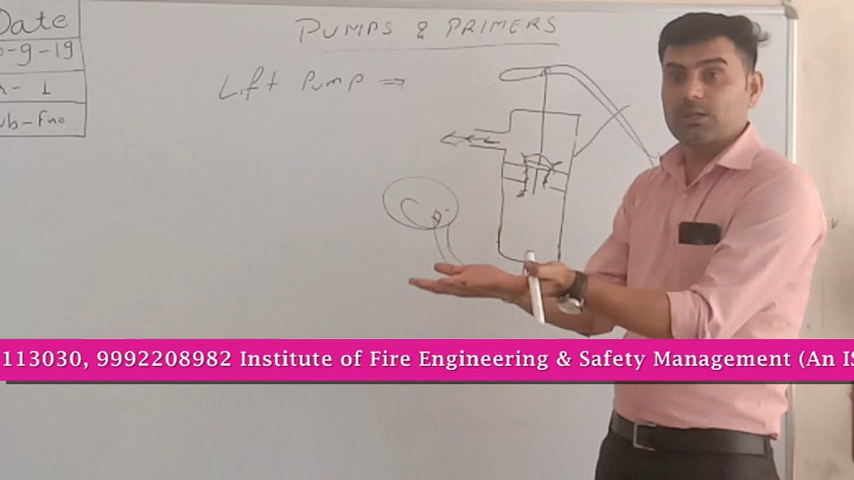 PUMPS & PRIMERS
Date
-9-19
- 1
ub-Fno
Lift Pump →
113030, 9992208982 Institute of Fire Engineering & Safety Management (An IS